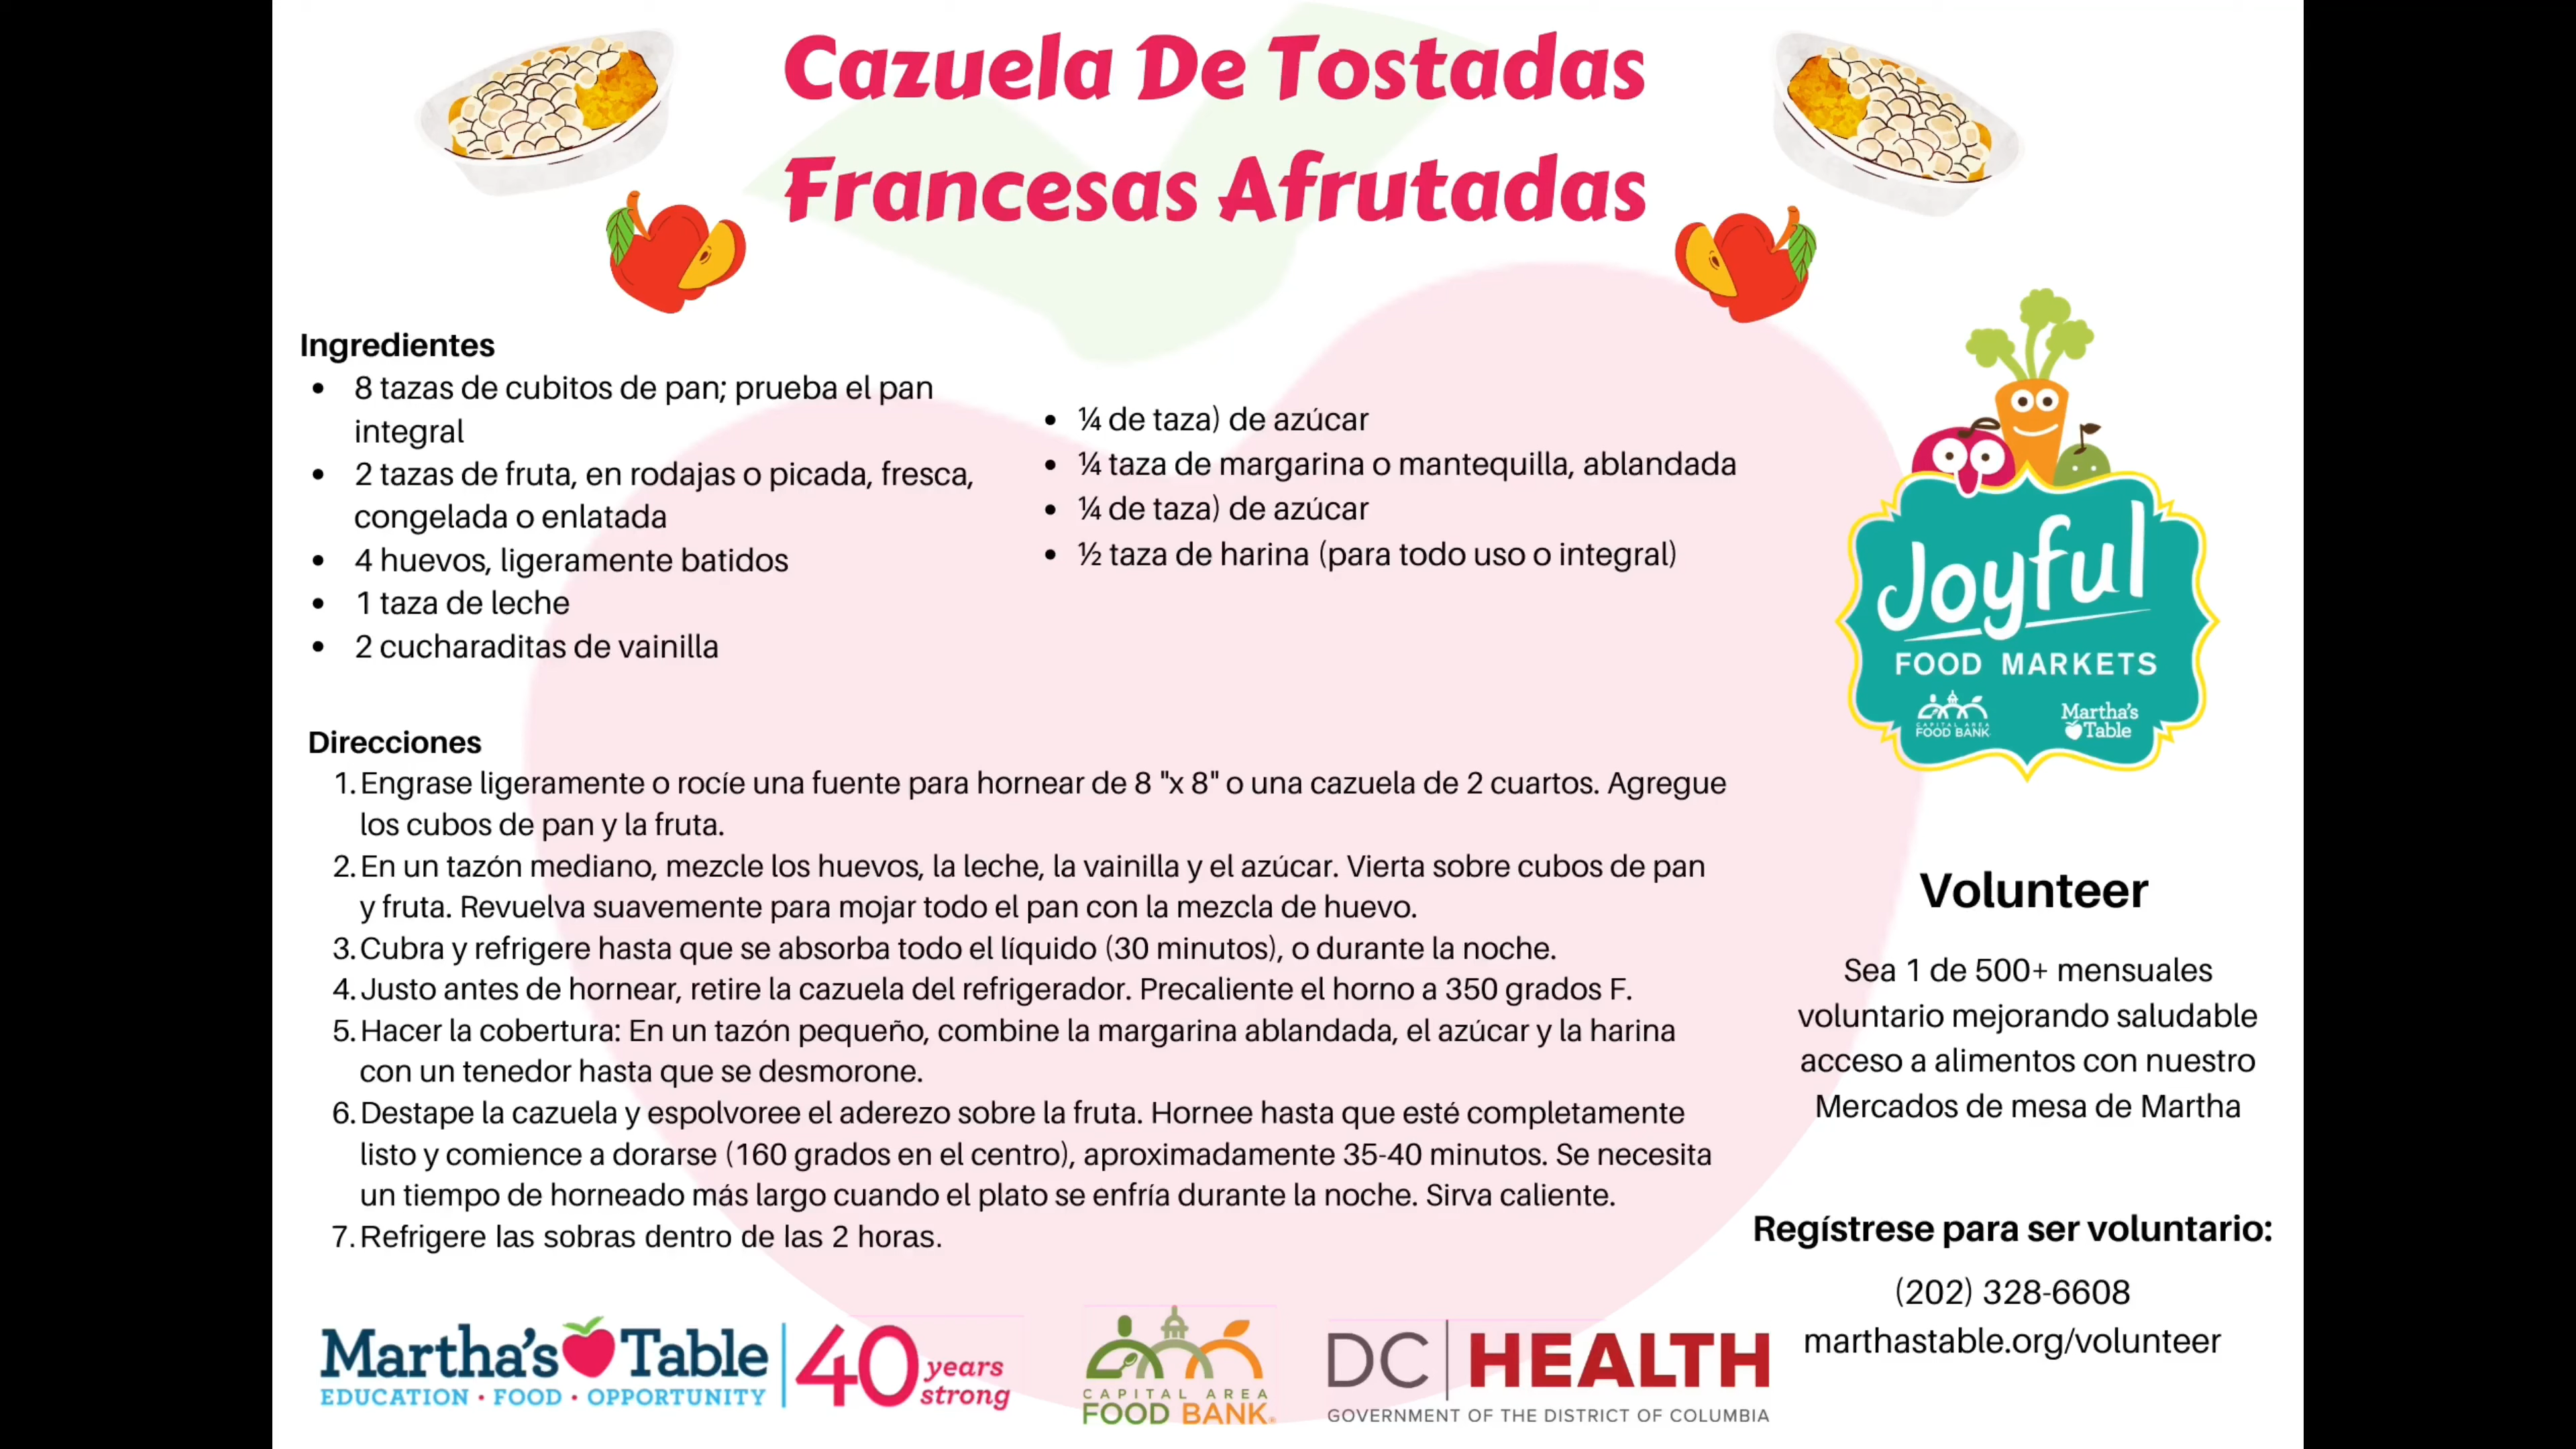 Cazuela De Tostadas
Francesas Afrutadas
Ingredientes
• 8 tazas de cubitos de pan; prueba el pan
integral
• 2 tazas de fruta, en rodajas o picada, fresca,
congelada o enlatada
• 4 huevos, ligeramente batidos
• 1 taza de leche
• 2 cucharaditas de vainilla
• ¼ de taza) de azúcar
• ¼ taza de margarina o mantequilla, ablandada
• ¼ de taza) de azúcar
• ½ taza de harina (para todo uso o integral)
Direcciones
1. Engrase ligeramente o rocíe una fuente para hornear de 8 "x 8" o una cazuela de 2 cuartos. Agregue
los cubos de pan y la fruta.
2. En un tazón mediano, mezcle los huevos, la leche, la vainilla y el azúcar. Vierta sobre cubos de pan
y fruta. Revuelva suavemente para mojar todo el pan con la mezcla de huevo.
3. Cubra y refrigere hasta que se absorba todo el líquido (30 minutos), o durante la noche.
4. Justo antes de hornear, retire la cazuela del refrigerador. Precaliente el horno a 350 grados F.
5. Hacer la cobertura: En un tazón pequeño, combine la margarina ablandada, el azúcar y la harina
con un tenedor hasta que se desmorone.
6. Destape la cazuela y espolvoree el aderezo sobre la fruta. Hornee hasta que esté completamente
listo y comience a dorarse (160 grados en el centro), aproximadamente 35-40 minutos. Se necesita
un tiempo de horneado más largo cuando el plato se enfría durante la noche. Sirva caliente.
7. Refrigere las sobras dentro de las 2 horas.
Joyful
FOOD MARKETS
CAPITAL AREA
FOOD BANK
Martha's
Table
Volunteer
Sea 1 de 500+ mensuales
voluntario mejorando saludable
acceso a alimentos con nuestro
Mercados de mesa de Martha
Regístrese para ser voluntario:
(202) 328-6608
marthastable.org/volunteer
Martha's Table
EDUCATION · FOOD · OPPORTUNITY
40 years
strong
CAPITAL AREA
FOOD BANK
DC HEALTH
GOVERNMENT OF THE DISTRICT OF COLUMBIA